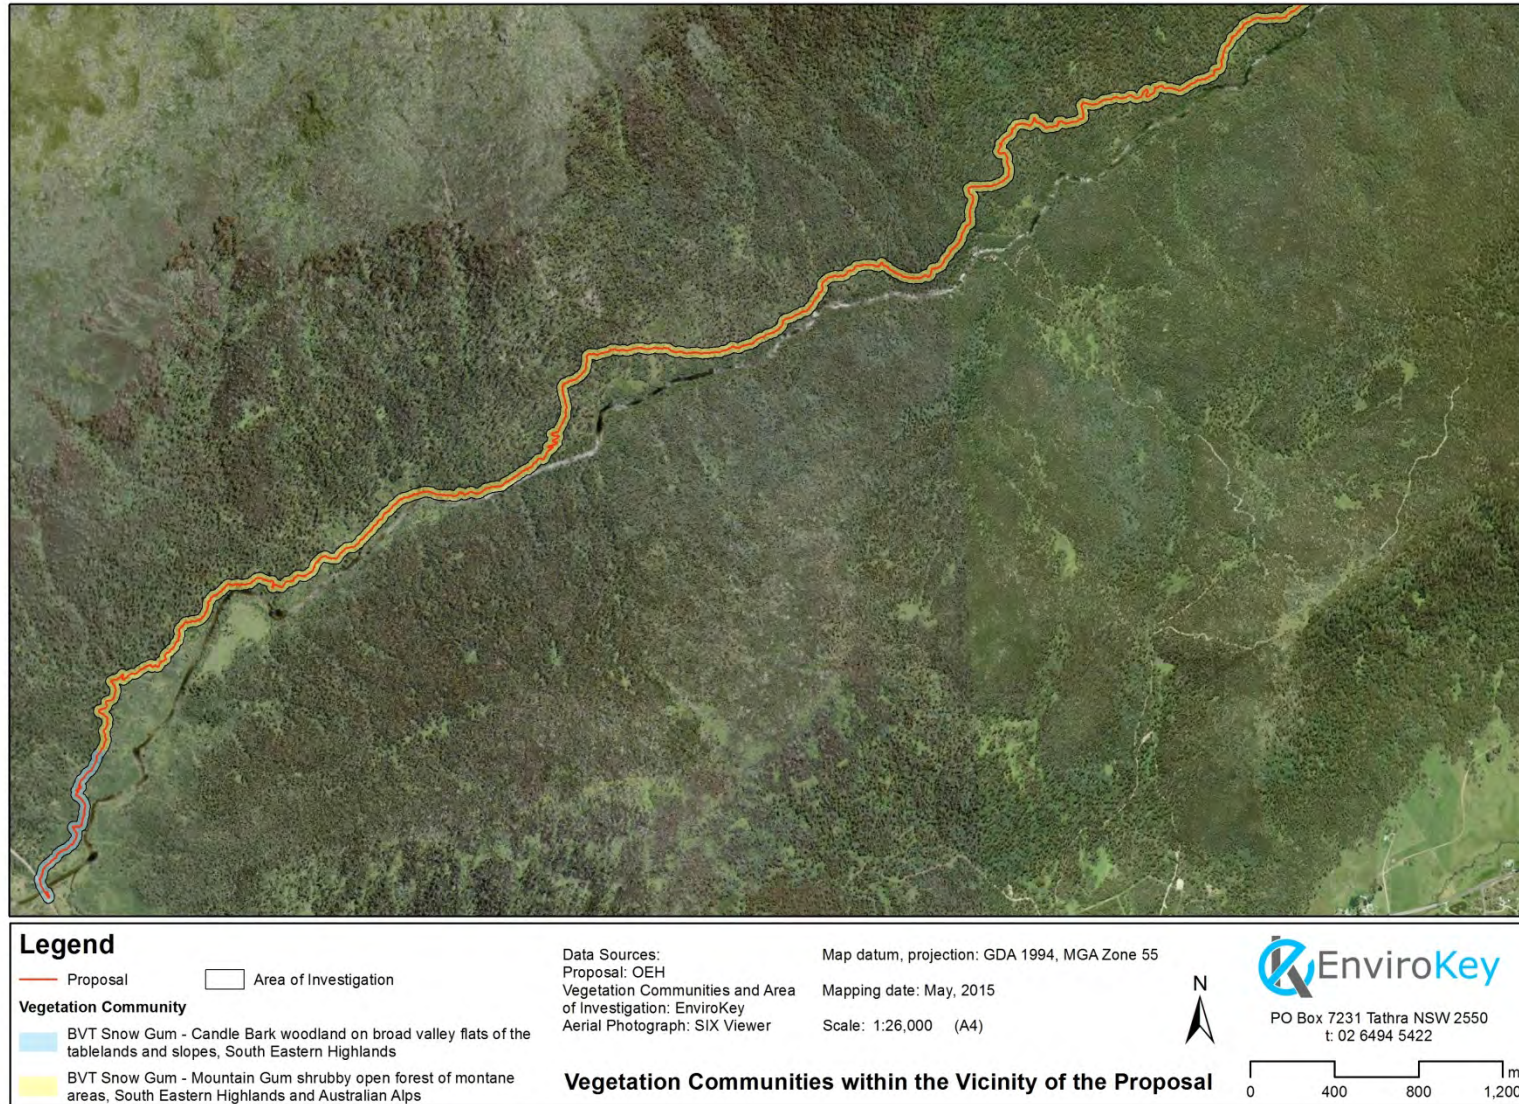 Legend
Proposal
Area of Investigation
Vegetation Community
BVT Snow Gum - Candle Bark woodland on broad valley flats of the
tablelands and slopes, South Eastern Highlands
BVT Snow Gum - Mountain Gum shrubby open forest of montane
areas, South Eastern Highlands and Australian Alps
Data Sources:
Proposal: OEH
Vegetation Communities and Area
of Investigation: EnviroKey
Aerial Photograph: SIX Viewer
Map datum, projection: GDA 1994, MGA Zone 55
Mapping date: May, 2015
Scale: 1:26,000 (A4)
Vegetation Communities within the Vicinity of the Proposal
N
EnviroKey
PO Box 7231 Tathra NSW 2550
t: 02 6494 5422
m
0 400 800 1,200